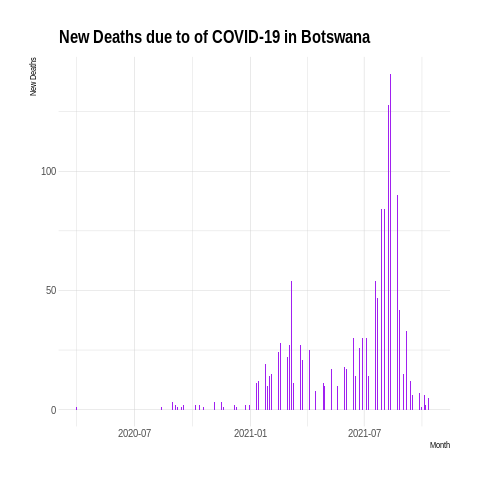 New Deaths due to of COVID-19 in Botswana
New Deaths
100
50
0
2020-07
2021-01
2021-07
Month